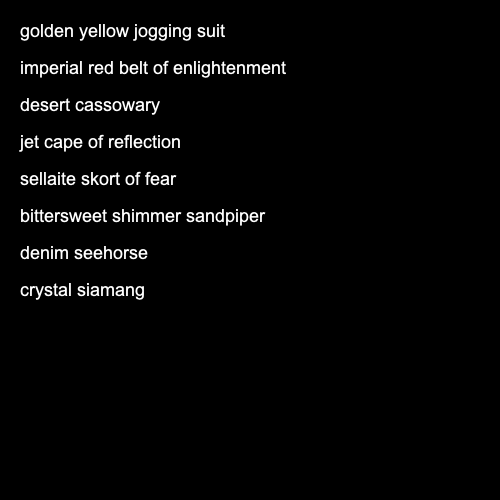 golden yellow jogging suit
imperial red belt of enlightenment
desert cassowary
jet cape of reflection
sellaite skort of fear
bittersweet shimmer sandpiper
denim seehorse
crystal siamang